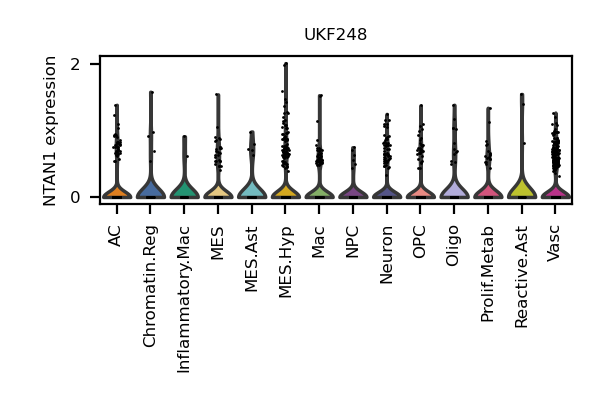 UKF248
NTAN1 expression
2
0
AC
Chromatin.Reg
Inflammatory.Mac
MES
MES.Ast
MES.Hyp
Mac
NPC
Neuron
OPC
Oligo
Prolif.Metab
Reactive.Ast
Vasc